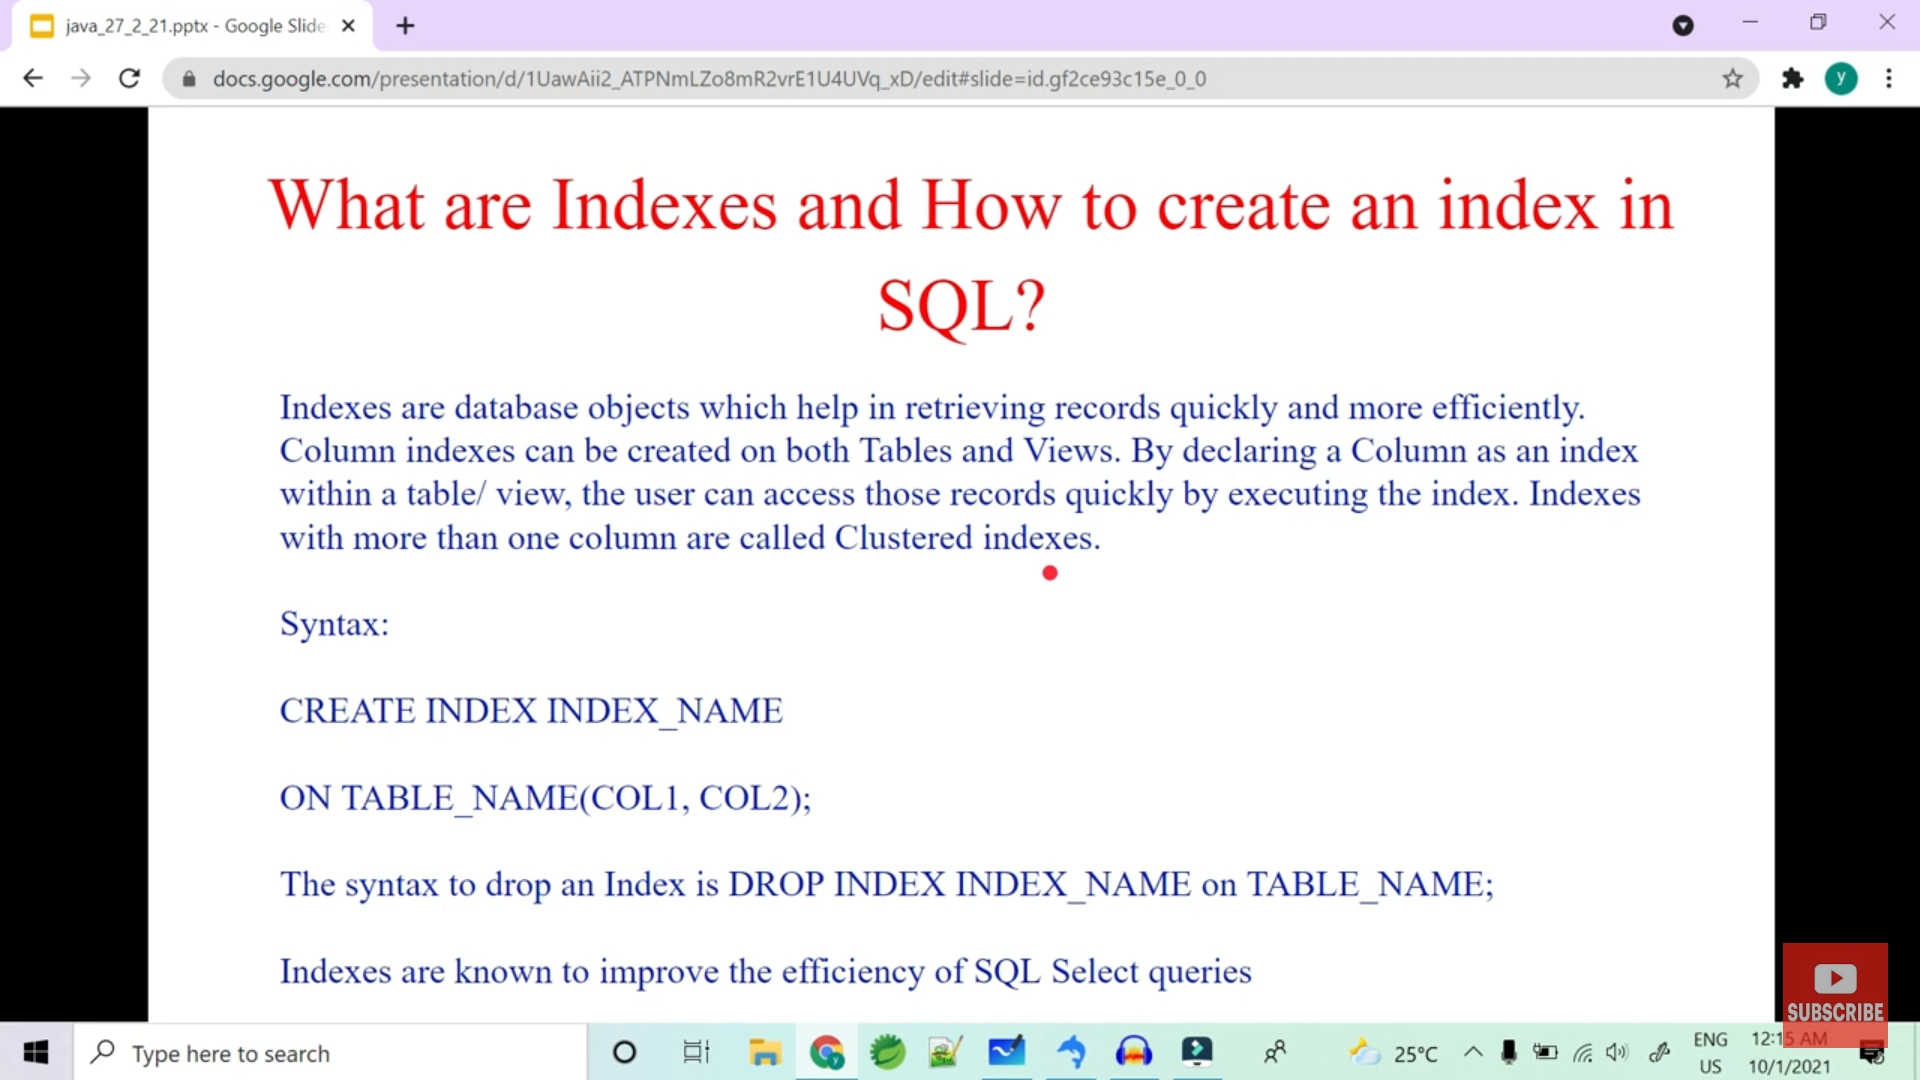 java_27_2_21.pptx - Google Slide
docs.google.com/presentation/d/1UawAii2_ATPNmLZo8mR2vrE1U4UVq_xD/edit#slide=id.gf2ce93c15e_0_0
y
What are Indexes and How to create an index in
SQL?
Indexes are database objects which help in retrieving records quickly and more efficiently.
Column indexes can be created on both Tables and Views. By declaring a Column as an index
within a table/ view, the user can access those records quickly by executing the index. Indexes
with more than one column are called Clustered indexes.
Syntax:
CREATE INDEX INDEX_NAME
ON TABLE_NAME(COL1, COL2);
The syntax to drop an Index is DROP INDEX INDEX_NAME on TABLE_NAME;
Indexes are known to improve the efficiency of SQL Select queries
SUBSCRIBE
Type here to search
25°C
ENG
US
12:15 AM
10/1/2021